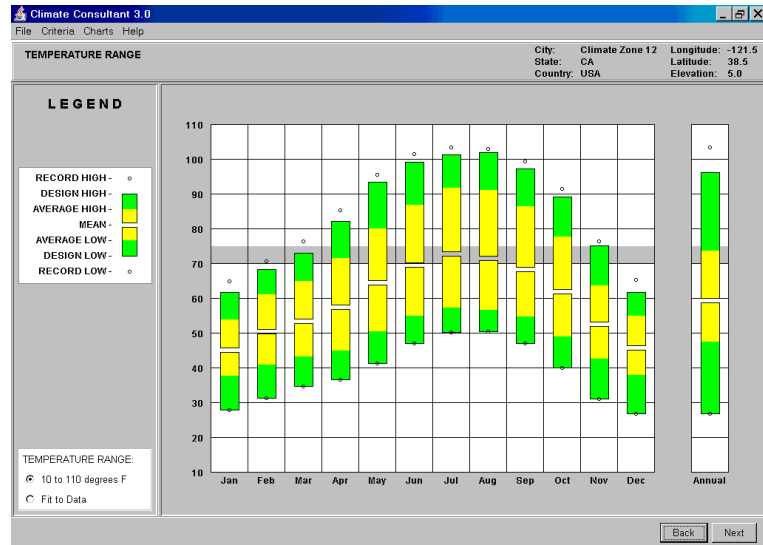 Climate Consultant 3.0
File Criteria Charts Help
TEMPERATURE RANGE
City: Climate Zone 12 Longitude: -121.5
State: CA Latitude: 38.5
Country: USA Elevation: 5.0
LEGEND
RECORD HIGH -
DESIGN HIGH -
AVERAGE HIGH -
MEAN -
AVERAGE LOW -
DESIGN LOW -
RECORD LOW -
TEMPERATURE RANGE:
10 to 110 degrees F
Fit to Data
110
100
90
80
70
60
50
40
30
20
10
Jan Feb Mar Apr May Jun Jul Aug Sep Oct Nov Dec Annual
Back Next